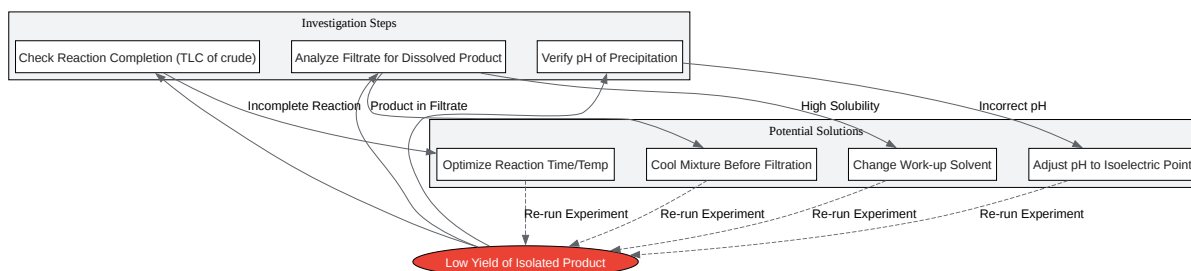 Investigation Steps
Check Reaction Completion (TLC of crude)
Analyze Filtrate for Dissolved Product
Verify pH of Precipitation
Incomplete Reaction
Product in Filtrate
High Solubility
Incorrect pH
Potential Solutions
Optimize Reaction Time/Temp
Cool Mixture Before Filtration
Change Work-up Solvent
Adjust pH to Isoelectric Point
Re-run Experiment
Re-run Experiment
Re-run Experiment
Re-run Experiment
Low Yield of Isolated Product